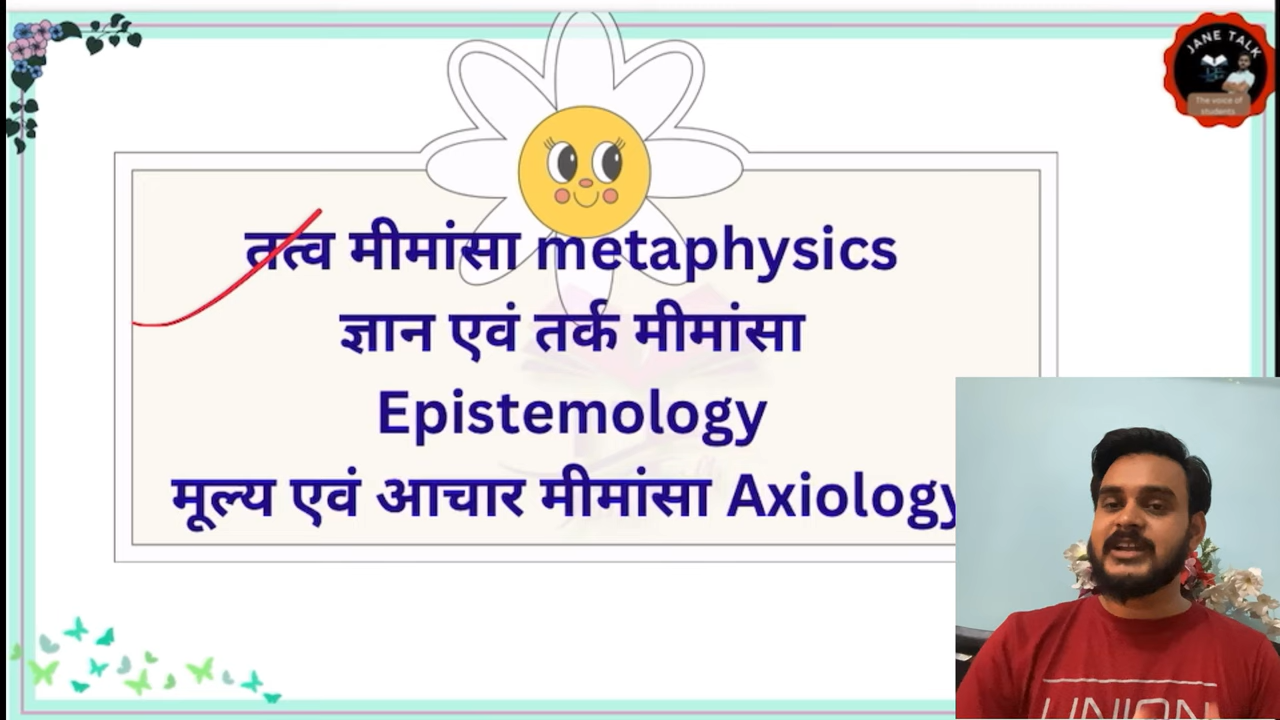 JANE TALK
The voice of
students
तत्व मीमांसा metaphysics
ज्ञान एवं तर्क मीमांसा
Epistemology
मूल्य एवं आचार मीमांसा Axiology
UNION